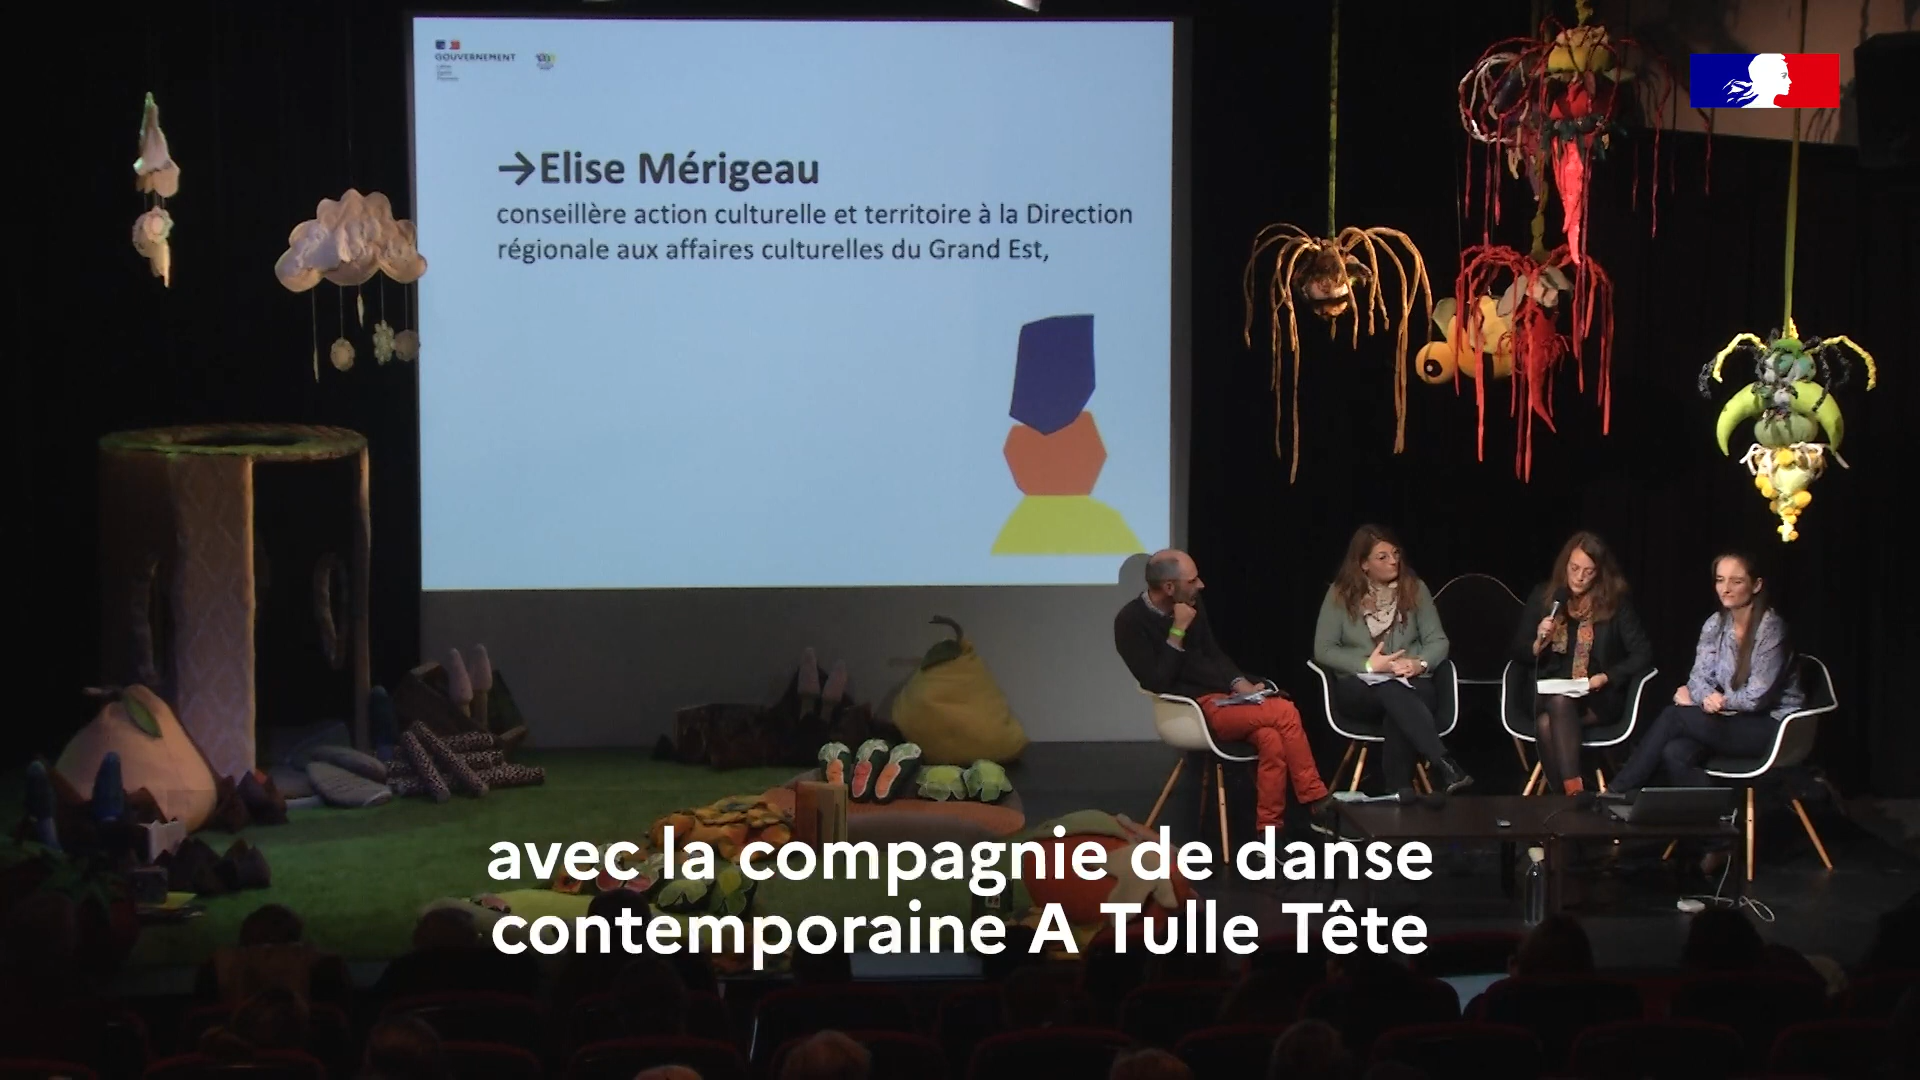 GOUVERNEMENT
→Elise Mérigeau
conseillère action culturelle et territoire à la Direction
régionale aux affaires culturelles du Grand Est,
avec la compagnie de danse
contemporaine A Tulle Tête